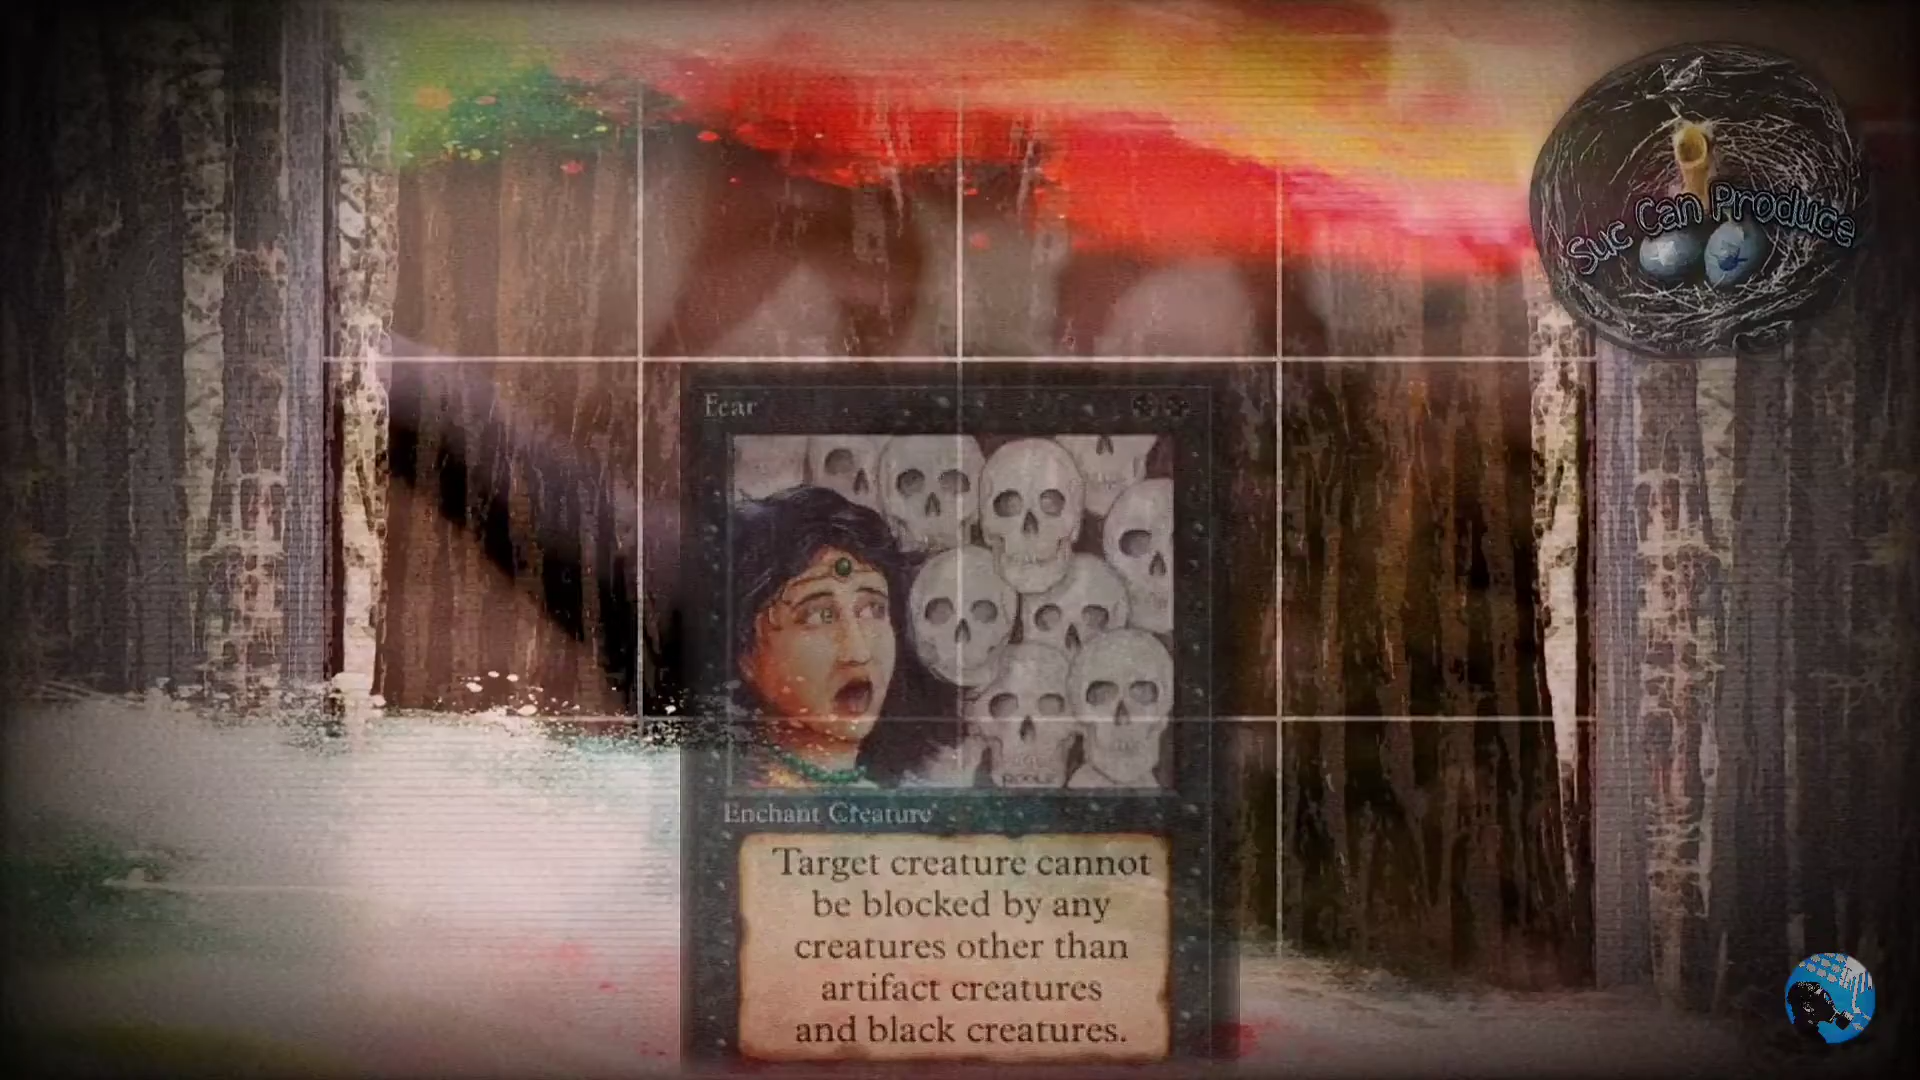 Suc Can Produce
Fear
POOLE
Enchant Creature
Target creature cannot
be blocked by any
creatures other than
artifact creatures
and black creatures.